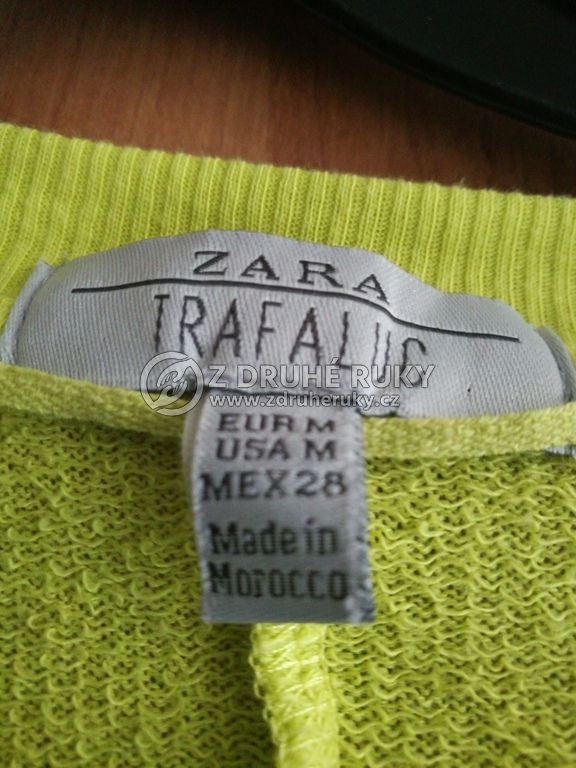 ZARA
TRAFALUC
Z DRUHÉ RUKY
www.zdruheruky.cz
EUR M
USA M
MEX 28
Made in
Morocco